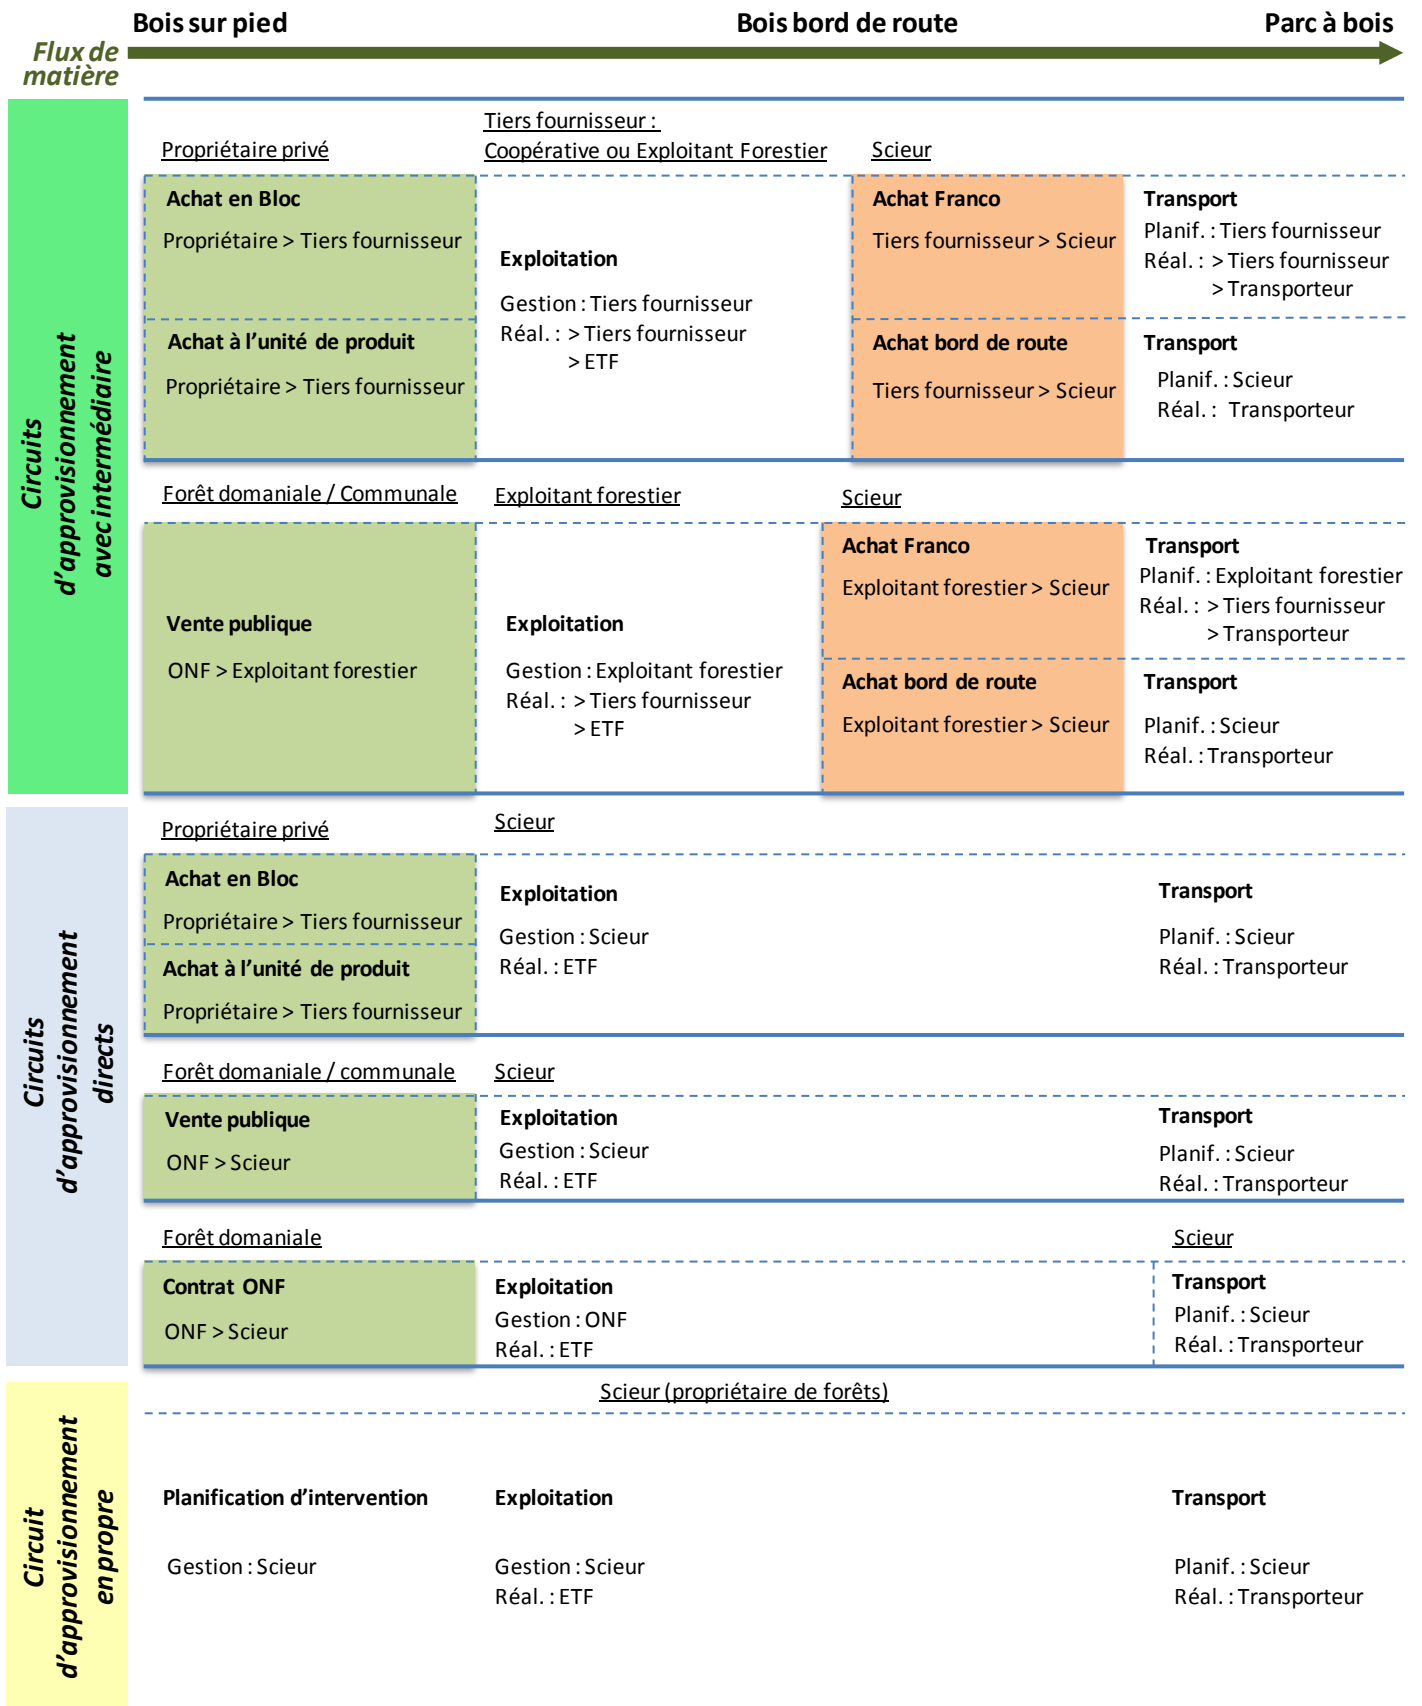 Bois sur pied
Bois bord de route
Parc à bois
Flux de
matière
Circuits
d'approvisionnement
avec intermédiaire
Propriétaire privé
Tiers fournisseur :
Coopérative ou Exploitant Forestier
Scieur
Achat en Bloc
Propriétaire > Tiers fournisseur
Achat à l'unité de produit
Propriétaire > Tiers fournisseur
Exploitation
Gestion : Tiers fournisseur
Réal. : > Tiers fournisseur
> ETF
Achat Franco
Tiers fournisseur > Scieur
Achat bord de route
Tiers fournisseur > Scieur
Transport
Planif. : Tiers fournisseur
Réal. : > Tiers fournisseur
> Transporteur
Transport
Planif. : Scieur
Réal. : Transporteur
Forêt domaniale / Communale
Exploitant forestier
Scieur
Vente publique
ONF > Exploitant forestier
Exploitation
Gestion : Exploitant forestier
Réal. : > Tiers fournisseur
> ETF
Achat Franco
Exploitant forestier > Scieur
Achat bord de route
Exploitant forestier > Scieur
Transport
Planif. : Exploitant forestier
Réal. : > Tiers fournisseur
> Transporteur
Transport
Planif. : Scieur
Réal. : Transporteur
Circuits
d'approvisionnement
directs
Propriétaire privé
Scieur
Achat en Bloc
Propriétaire > Tiers fournisseur
Achat à l'unité de produit
Propriétaire > Tiers fournisseur
Exploitation
Gestion : Scieur
Réal. : ETF
Transport
Planif. : Scieur
Réal. : Transporteur
Forêt domaniale / communale
Scieur
Vente publique
ONF > Scieur
Exploitation
Gestion : Scieur
Réal. : ETF
Transport
Planif. : Scieur
Réal. : Transporteur
Forêt domaniale
Scieur
Contrat ONF
ONF > Scieur
Exploitation
Gestion : ONF
Réal. : ETF
Transport
Planif. : Scieur
Réal. : Transporteur
Circuit
d'approvisionnement
en propre
Scieur (propriétaire de forêts)
Planification d'intervention
Gestion : Scieur
Exploitation
Gestion : Scieur
Réal. : ETF
Transport
Planif. : Scieur
Réal. : Transporteur